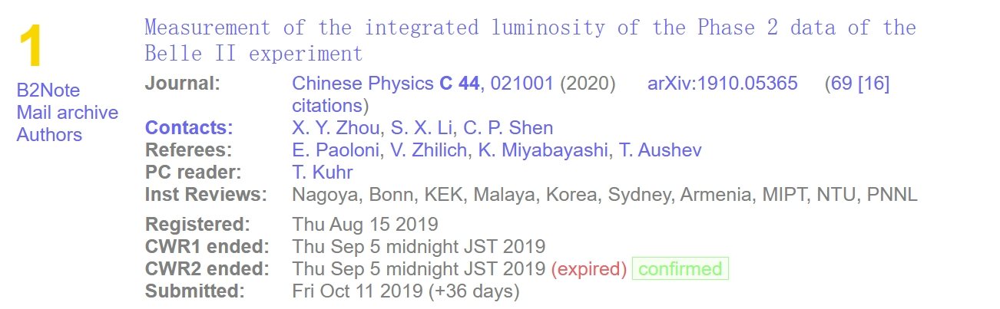 1
B2Note
Mail archive
Authors
Measurement of the integrated luminosity of the Phase 2 data of the
Belle II experiment
Journal: Chinese Physics C 44, 021001 (2020) arXiv:1910.05365 (69 [16]
citations)
Contacts: X. Y. Zhou, S. X. Li, C. P. Shen
Referees: E. Paoloni, V. Zhilich, K. Miyabayashi, T. Aushev
PC reader: T. Kuhr
Inst Reviews: Nagoya, Bonn, KEK, Malaya, Korea, Sydney, Armenia, MIPT, NTU, PNNL
Registered: Thu Aug 15 2019
CWR1 ended: Thu Sep 5 midnight JST 2019
CWR2 ended: Thu Sep 5 midnight JST 2019 (expired) confirmed
Submitted: Fri Oct 11 2019 (+36 days)